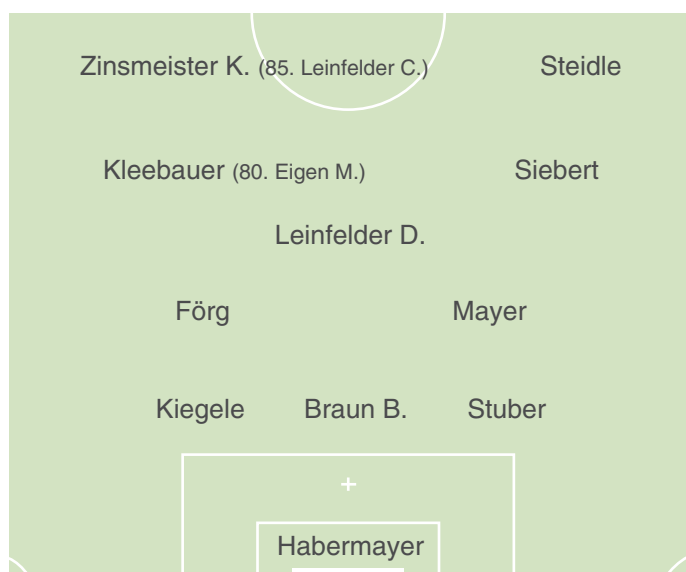 Zinsmeister K. (85. Leinfelder C.) Steidle
Kleebauer (80. Eigen M.) Siebert
Leinfelder D.
Förg Mayer
Kiegele Braun B. Stuber
Habermayer